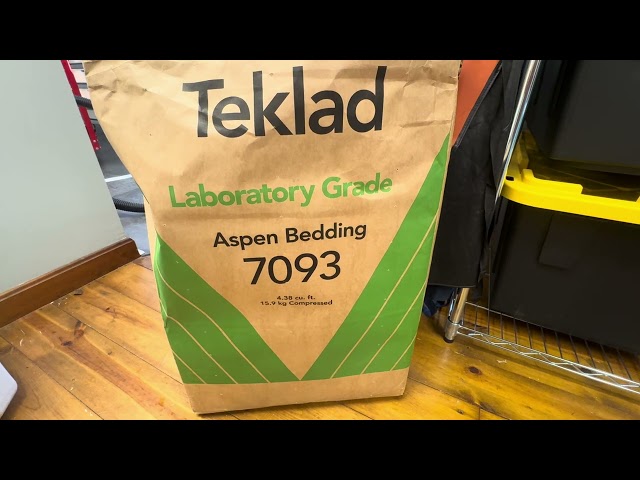 Teklad
Laboratory Grade
Aspen Bedding
7093
4.38 cu. ft.
15.9 kg Compressed